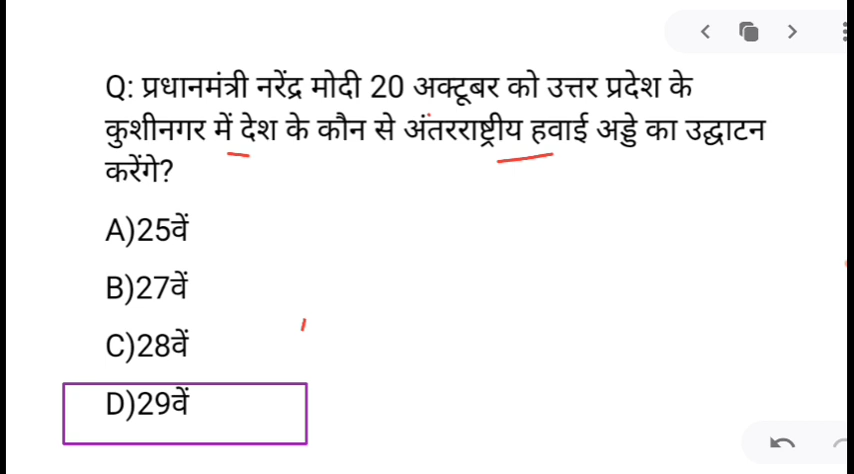 Q: प्रधानमंत्री नरेंद्र मोदी 20 अक्टूबर को उत्तर प्रदेश के
कुशीनगर में देश के कौन से अंतरराष्ट्रीय हवाई अड्डे का उद्घाटन
करेंगे?
A)25वें
B)27वें
C)28वें
D)29वें